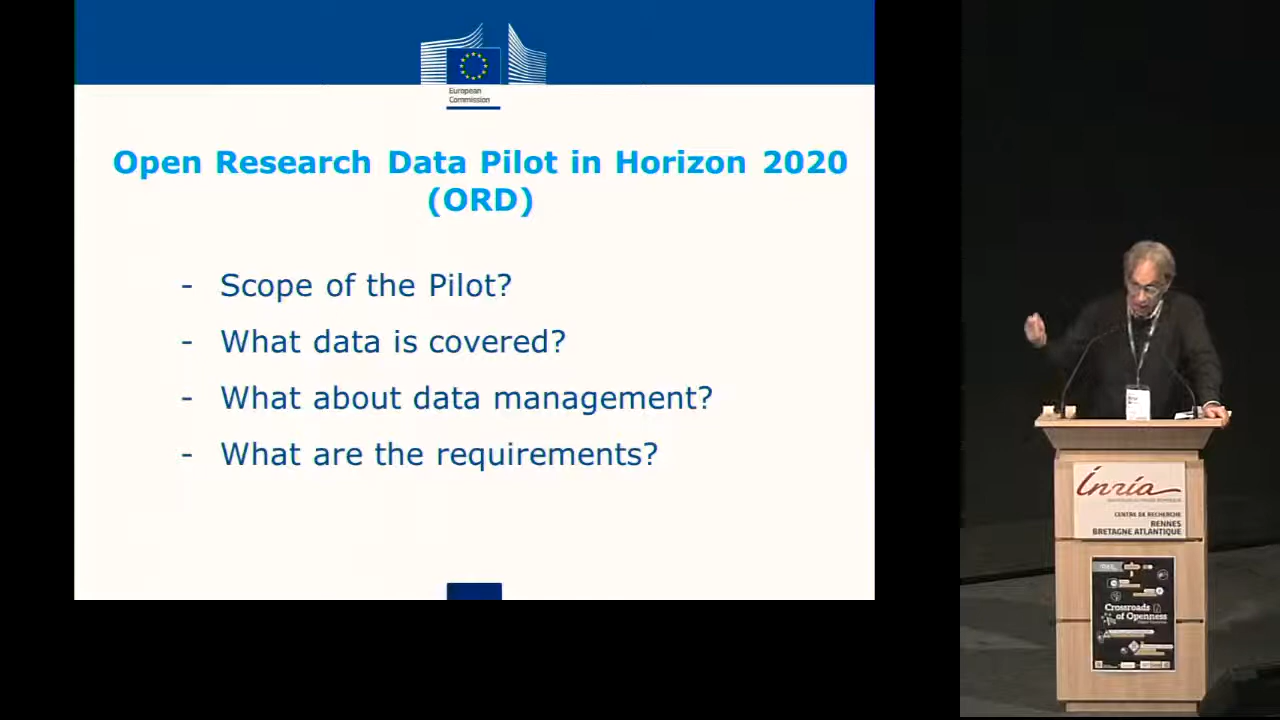 European
Commission
Open Research Data Pilot in Horizon 2020
(ORD)
- Scope of the Pilot?
- What data is covered?
- What about data management?
- What are the requirements?
Inria
CENTRE DE RECHERCHE
RENNES
BRETAGNE ATLANTIQUE
Crossroads
of Openness